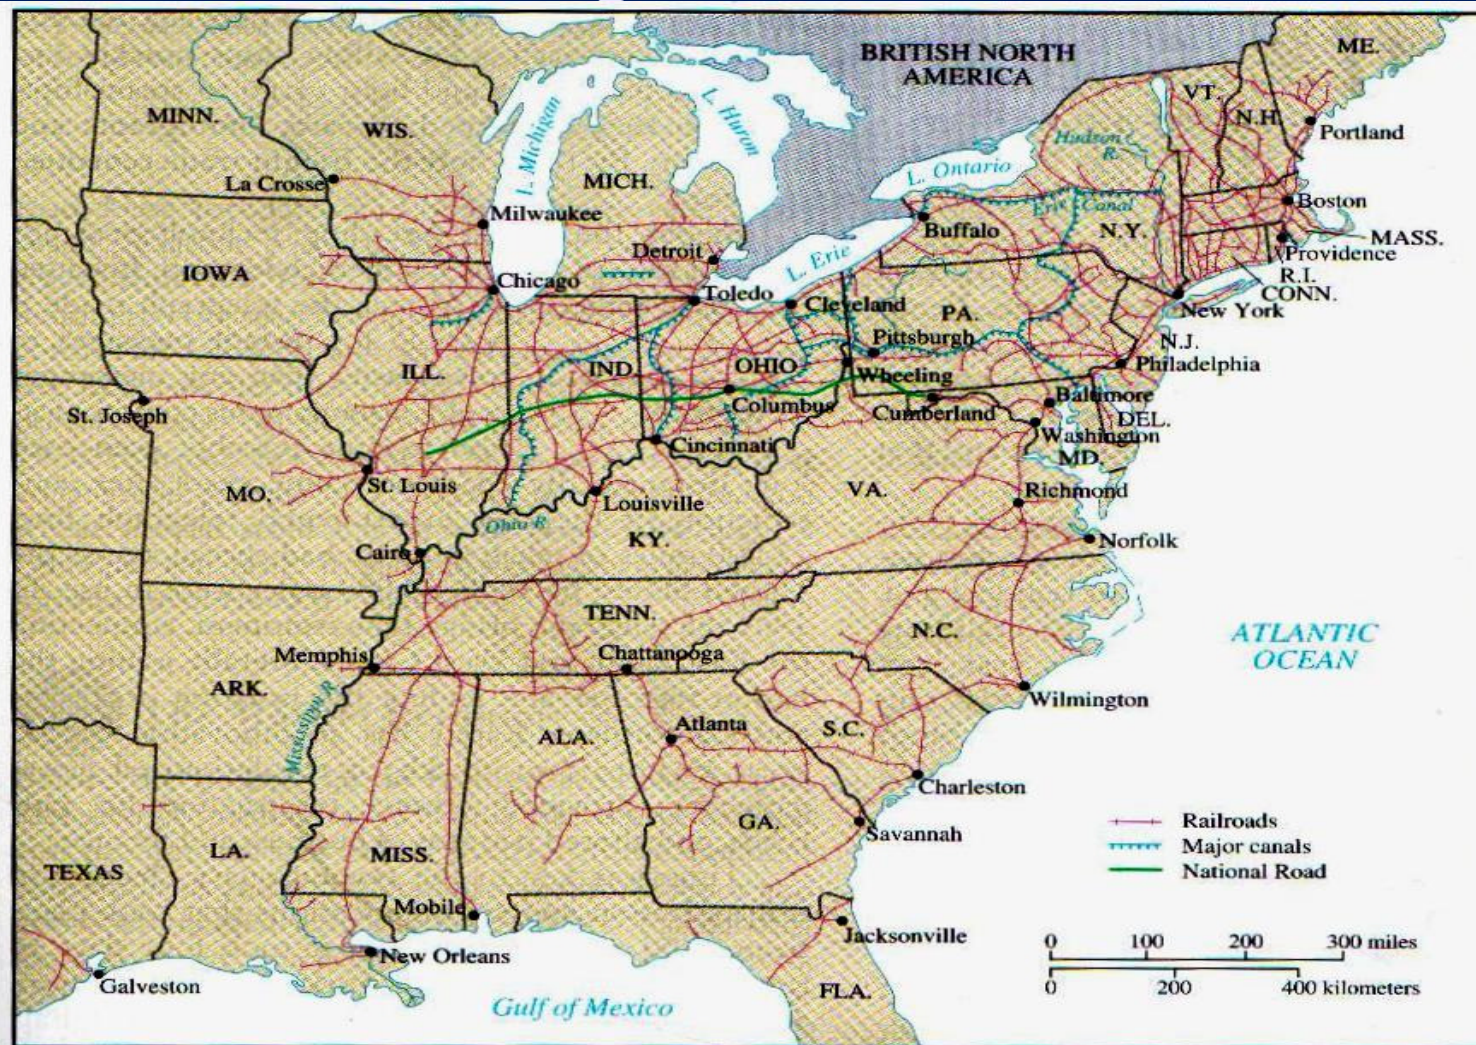 BRITISH NORTH
AMERICA
ME.
MINN.
WIS.
L. Michigan
L. Huron
VT.
N.H.
Portland
Hudson
R.
La Crosse
MICH.
L. Ontario
Milwaukee
Boston
Erie Canal
Buffalo
N.Y.
MASS.
Detroit
L. Erie
Providence
IOWA
R.I.
Chicago
Toledo
CONN.
Cleveland
New York
PA.
Pittsburgh
N.J.
ILL.
IND.
OHIO
Philadelphia
Wheeling
Baltimore
St. Joseph
Columbus
Cumberland
DEL.
Washington
Cincinnati
MD.
St. Louis
MO.
VA.
Richmond
Louisville
Ohio R.
KY.
Cairo
Norfolk
TENN.
N.C.
ATLANTIC
OCEAN
Memphis
Chattanooga
ARK.
Mississippi R.
Wilmington
Atlanta
ALA.
S.C.
Charleston
GA.
Savannah
Railroads
Major canals
National Road
LA.
MISS.
TEXAS
Mobile
Jacksonville
New Orleans
Galveston
FLA.
Gulf of Mexico
0 100 200 300 miles
0 200 400 kilometers